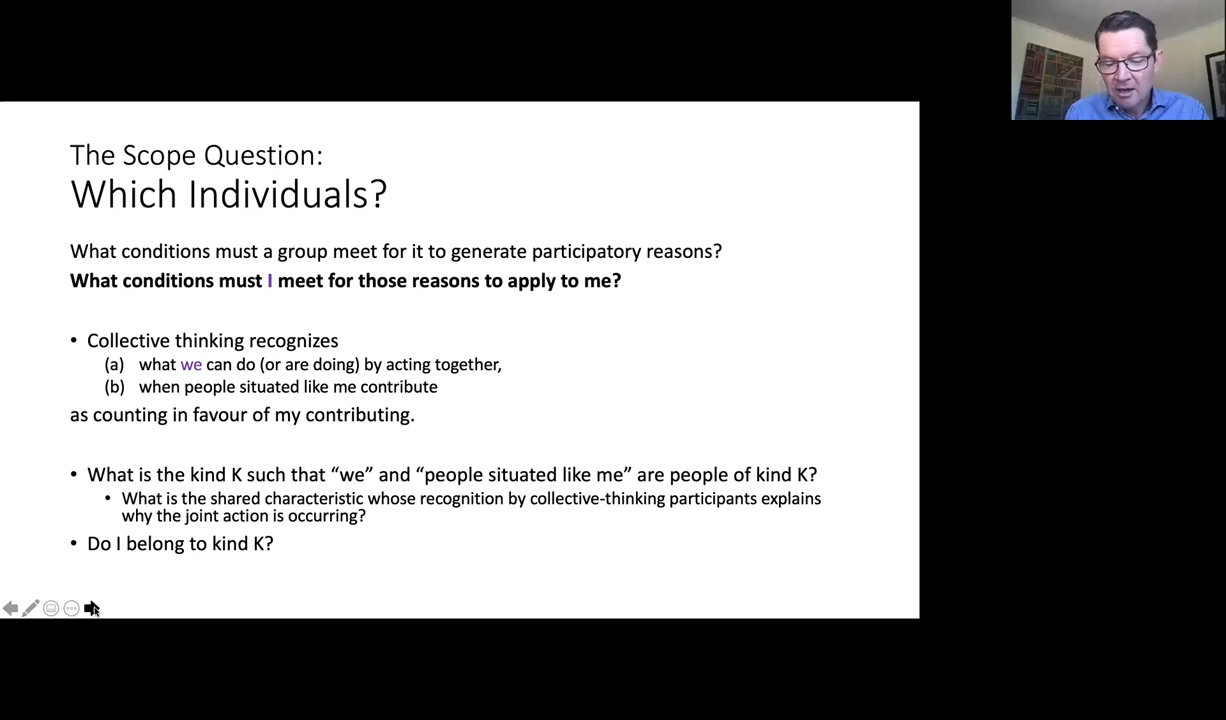 The Scope Question:
Which Individuals?
What conditions must a group meet for it to generate participatory reasons?
What conditions must I meet for those reasons to apply to me?
• Collective thinking recognizes
(a) what we can do (or are doing) by acting together,
(b) when people situated like me contribute
as counting in favour of my contributing.
• What is the kind K such that “we” and “people situated like me” are people of kind K?
• What is the shared characteristic whose recognition by collective-thinking participants explains
why the joint action is occurring?
• Do I belong to kind K?